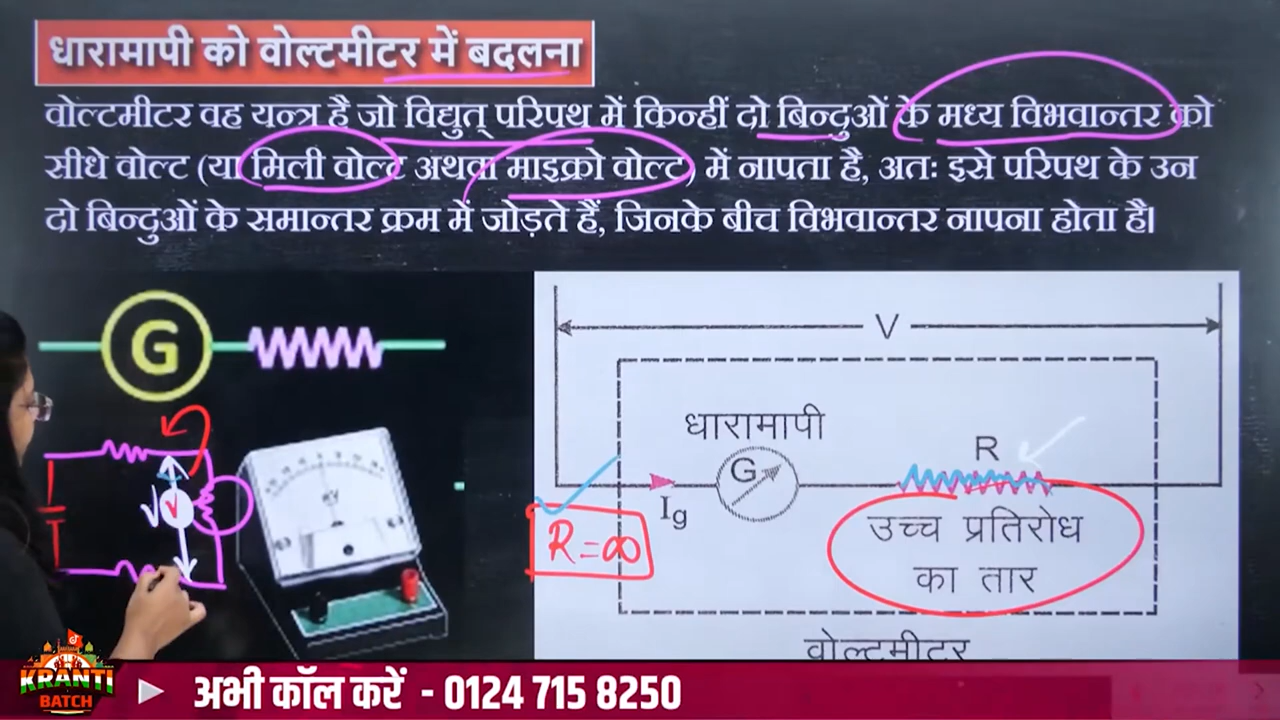 धारामापी को वोल्टमीटर में बदलना
वोल्टमीटर वह यन्त्र है जो विद्युत् परिपथ में किन्हीं दो बिन्दुओं के मध्य विभवान्तर को
सीधे वोल्ट (या मिली वोल्ट अथवा माइक्रो वोल्ट) में नापता है, अतः इसे परिपथ के उन
दो बिन्दुओं के समान्तर क्रम में जोड़ते हैं, जिनके बीच विभवान्तर नापना होता है।
G
V
V
V
धारामापी
G
R
Ig
R=∞
उच्च प्रतिरोध
का तार
वोल्टमीटर
KRANTI
BATCH
अभी कॉल करें - 0124 715 8250